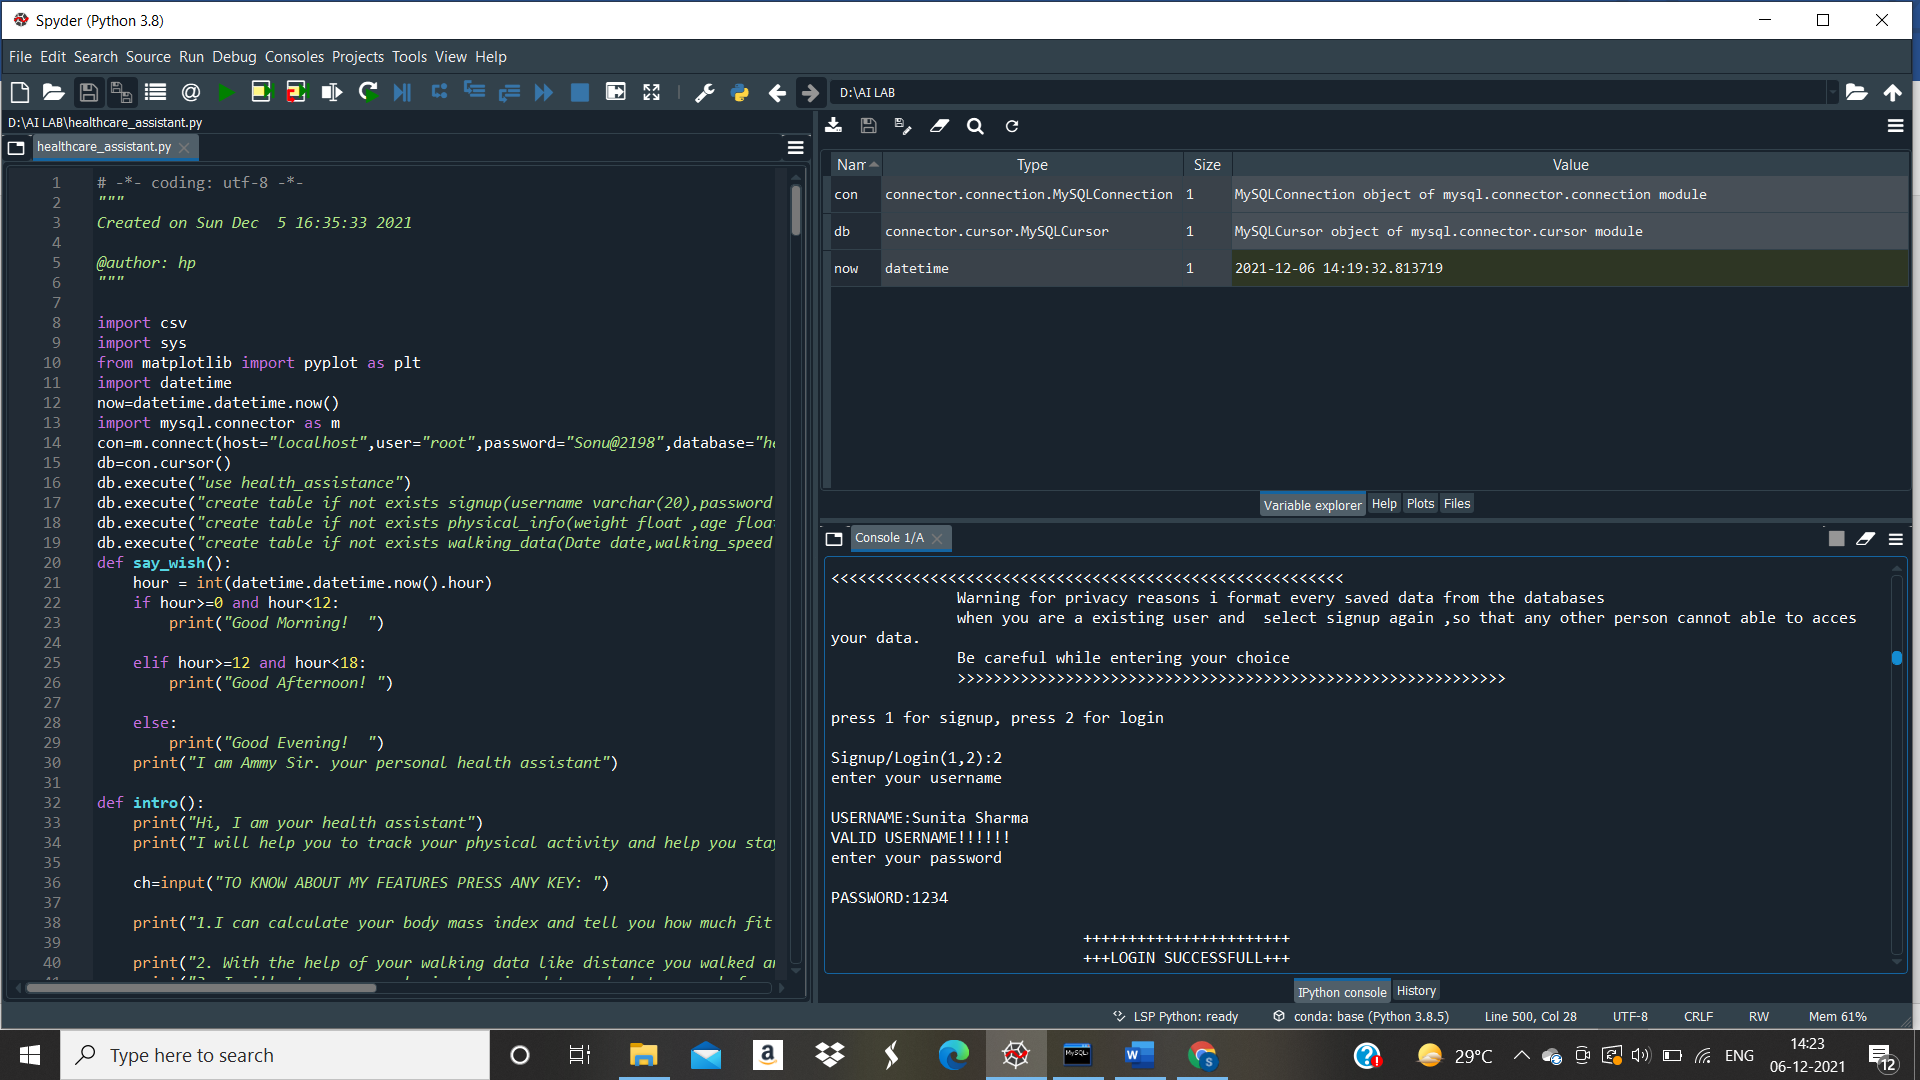 Spyder (Python 3.8)
File Edit Search Source Run Debug Consoles Projects Tools View Help
D:\AI LAB
D:\AI LAB\healthcare_assistant.py
healthcare_assistant.py
1 # -*- coding: utf-8 -*-
2 """
3 Created on Sun Dec  5 16:35:33 2021
4
5 @author: hp
6 """
7
8 import csv
9 import sys
10 from matplotlib import pyplot as plt
11 import datetime
12 now=datetime.datetime.now()
13 import mysql.connector as m
14 con=m.connect(host="localhost",user="root",password="Sonu@2198",database="he
15 db=con.cursor()
16 db.execute("use health_assistance")
17 db.execute("create table if not exists signup(username varchar(20),password
18 db.execute("create table if not exists physical_info(weight float ,age floa
19 db.execute("create table if not exists walking_data(Date date,walking_speed
20 def say_wish():
21     hour = int(datetime.datetime.now().hour)
22     if hour>=0 and hour<12:
23         print("Good Morning!  ")
24
25     elif hour>=12 and hour<18:
26         print("Good Afternoon! ")
27
28     else:
29         print("Good Evening!  ")
30     print("I am Ammy Sir. your personal health assistant")
31
32 def intro():
33     print("Hi, I am your health assistant")
34     print("I will help you to track your physical activity and help you stay
35
36     ch=input("TO KNOW ABOUT MY FEATURES PRESS ANY KEY: ")
37
38     print("1.I can calculate your body mass index and tell you how much fit
39
40     print("2. With the help of your walking data like distance you walked a
Nam Type Size Value
con connector.connection.MySQLConnection 1 MySQLConnection object of mysql.connector.connection module
db connector.cursor.MySQLCursor 1 MySQLCursor object of mysql.connector.cursor module
now datetime 1 2021-12-06 14:19:32.813719
Variable explorer Help Plots Files
Console 1/A
<<<<<<<<<<<<<<<<<<<<<<<<<<<<<<<<<<<<<<<<<<<<<<<<<<<<<<<<<
Warning for privacy reasons i format every saved data from the databases
when you are a existing user and  select signup again ,so that any other person cannot able to acces
your data.
Be careful while entering your choice
>>>>>>>>>>>>>>>>>>>>>>>>>>>>>>>>>>>>>>>>>>>>>>>>>>>>>>>>>>>>>
press 1 for signup, press 2 for login
Signup/Login(1,2):2
enter your username
USERNAME:Sunita Sharma
VALID USERNAME!!!!!!
enter your password
PASSWORD:1234
+++++++++++++++++++++++
+++LOGIN SUCCESSFULL+++
IPython console History
LSP Python: ready conda: base (Python 3.8.5) Line 500, Col 28 UTF-8 CRLF RW Mem 61%
Type here to search
29°C ENG 14:23
06-12-2021
12